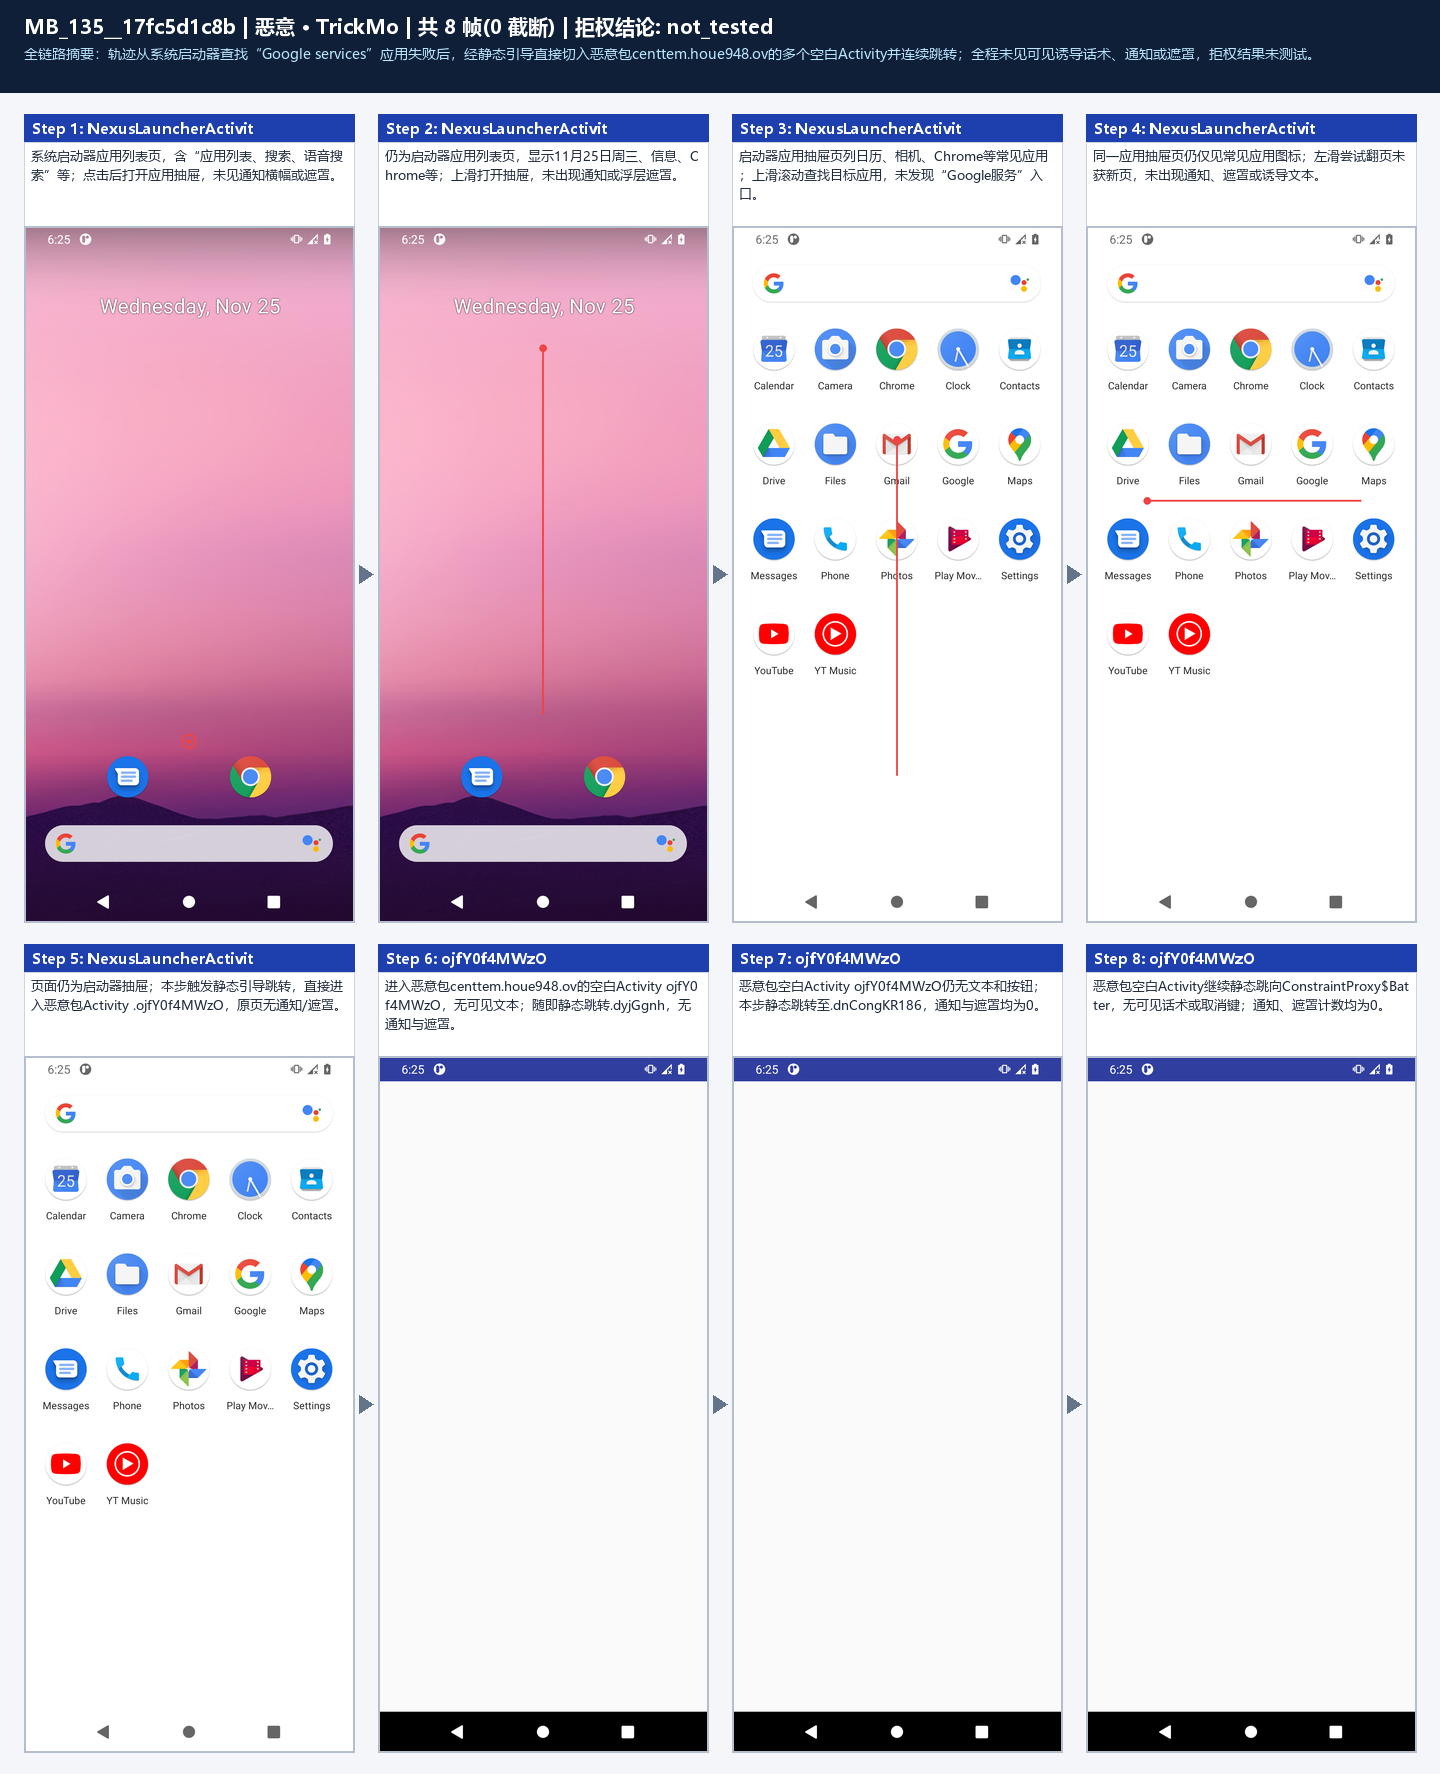 MB_135__17fc5d1c8b | 恶意 • TrickMo | 共 8 帧(0 截断) | 拒权结论: not_tested
全链路摘要：轨迹从系统启动器查找“Google services”应用失败后，经静态引导直接切入恶意包centtem.houe948.ov的多个空白Activity并连续跳转；全程未见可见诱导话术、通知或遮罩，拒权结果未测试。
Step 1: NexusLauncherActivit
系统启动器应用列表页，含“应用列表、搜索、语音搜
索”等；点击后打开应用抽屉，未见通知横幅或遮罩。
6:25
Wednesday, Nov 25
Step 2: NexusLauncherActivit
仍为启动器应用列表页，显示11月25日周三、信息、C
hrome等；上滑打开抽屉，未出现通知或浮层遮罩。
6:25
Wednesday, Nov 25
Step 3: NexusLauncherActivit
启动器应用抽屉页列日历、相机、Chrome等常见应用
；上滑滚动查找目标应用，未发现“Google服务”入
口。
6:25
25
Calendar Camera Chrome Clock Contacts
Drive Files Gmail Google Maps
Messages Phone Photos Play Mov... Settings
YouTube YT Music
Step 4: NexusLauncherActivit
同一应用抽屉页仍仅见常见应用图标；左滑尝试翻页未
获新页，未出现通知、遮罩或诱导文本。
6:25
25
Calendar Camera Chrome Clock Contacts
Drive Files Gmail Google Maps
Messages Phone Photos Play Mov... Settings
YouTube YT Music
Step 5: NexusLauncherActivit
页面仍为启动器抽屉；本步触发静态引导跳转，直接进
入恶意包Activity .ojfY0f4MWzO，原页无通知/遮罩。
6:25
25
Calendar Camera Chrome Clock Contacts
Drive Files Gmail Google Maps
Messages Phone Photos Play Mov... Settings
YouTube YT Music
Step 6: ojfY0f4MWzO
进入恶意包centtem.houe948.ov的空白Activity ojfY0
f4MWzO，无可见文本；随即静态跳转.dyjGgnh，无
通知与遮罩。
6:25
Step 7: ojfY0f4MWzO
恶意包空白Activity ojfY0f4MWzO仍无文本和按钮；
本步静态跳转至.dnCongKR186，通知与遮罩均为0。
6:25
Step 8: ojfY0f4MWzO
恶意包空白Activity继续静态跳向ConstraintProxy$Bat
ter，无可见话术或取消键；通知、遮罩计数均为0。
6:25